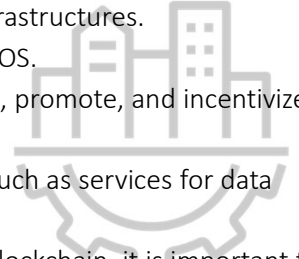 rastructures.
OS.
, promote, and incentivize
uch as services for data
lockchain, it is important